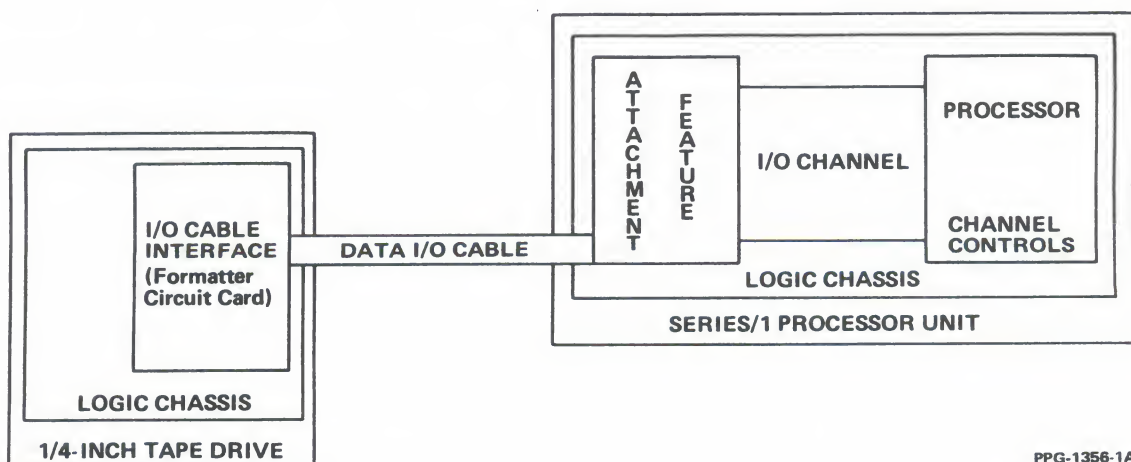 I/O CABLE
INTERFACE
(Formatter
Circuit Card)
LOGIC CHASSIS
1/4-INCH TAPE DRIVE
DATA I/O CABLE
ATTACHMENT
FEATURE
I/O CHANNEL
PROCESSOR
CHANNEL
CONTROLS
LOGIC CHASSIS
SERIES/1 PROCESSOR UNIT
PPG-1356-1A